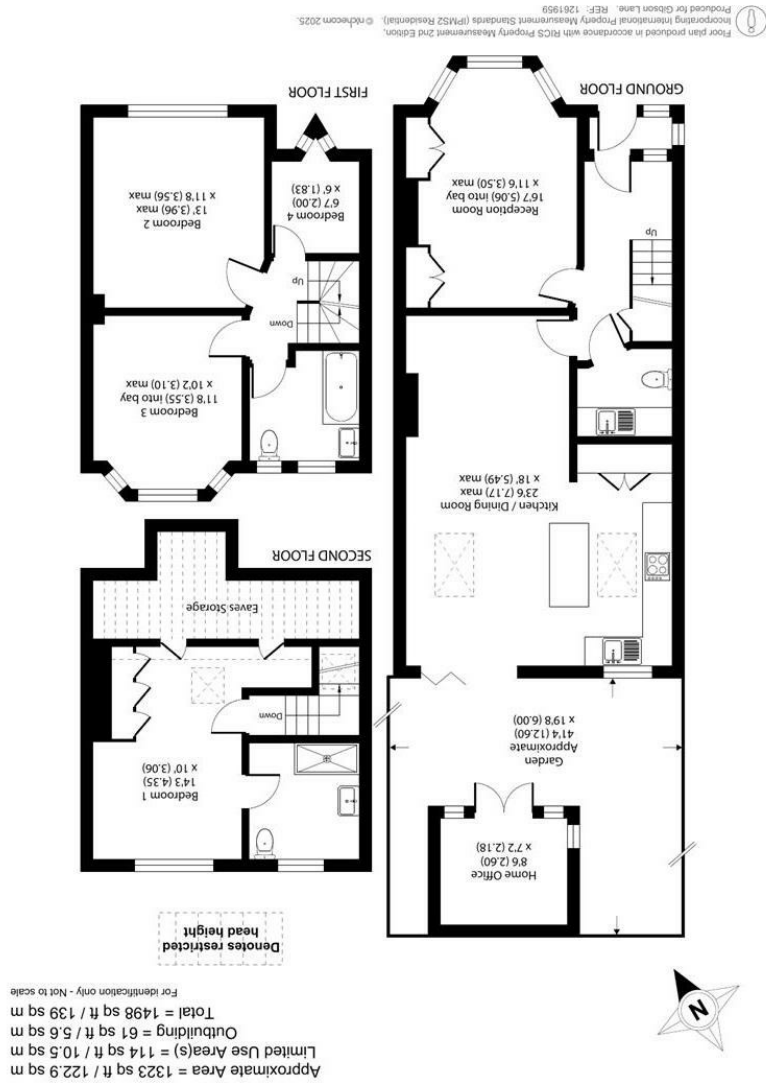 Approximate Area = 1323 sq ft / 122.9 sq m
Limited Use Area(s) = 114 sq ft / 10.5 sq m
Outbuilding = 61 sq ft / 5.6 sq m
Total = 1498 sq ft / 139 sq m
For identification only - Not to scale
N
Denotes restricted
head height
Home Office
8'6 (2.60)
x 7'2 (2.18)
Garden
Approximate
41'4 (12.60)
x 19'8 (6.00)
Kitchen / Dining Room
23'6 (7.17) max
x 18' (5.49) max
Up
Reception Room
16'7 (5.06) into bay
x 11'6 (3.50) max
GROUND FLOOR
Bedroom 1
14'3 (4.35)
x 10' (3.06)
Down
Eaves Storage
SECOND FLOOR
Bedroom 3
11'8 (3.55) into bay
x 10'2 (3.10) max
Down
Up
Bedroom 4
6'7 (2.00)
x 6' (1.83)
Bedroom 2
13' (3.96) max
x 11'8 (3.56) max
FIRST FLOOR
Floor plan produced in accordance with RICS Property Measurement 2nd Edition,
Incorporating International Property Measurement Standards (IPMS2 Residential). © nichecom 2025.
Produced for Gibson Lane. REF: 1261959